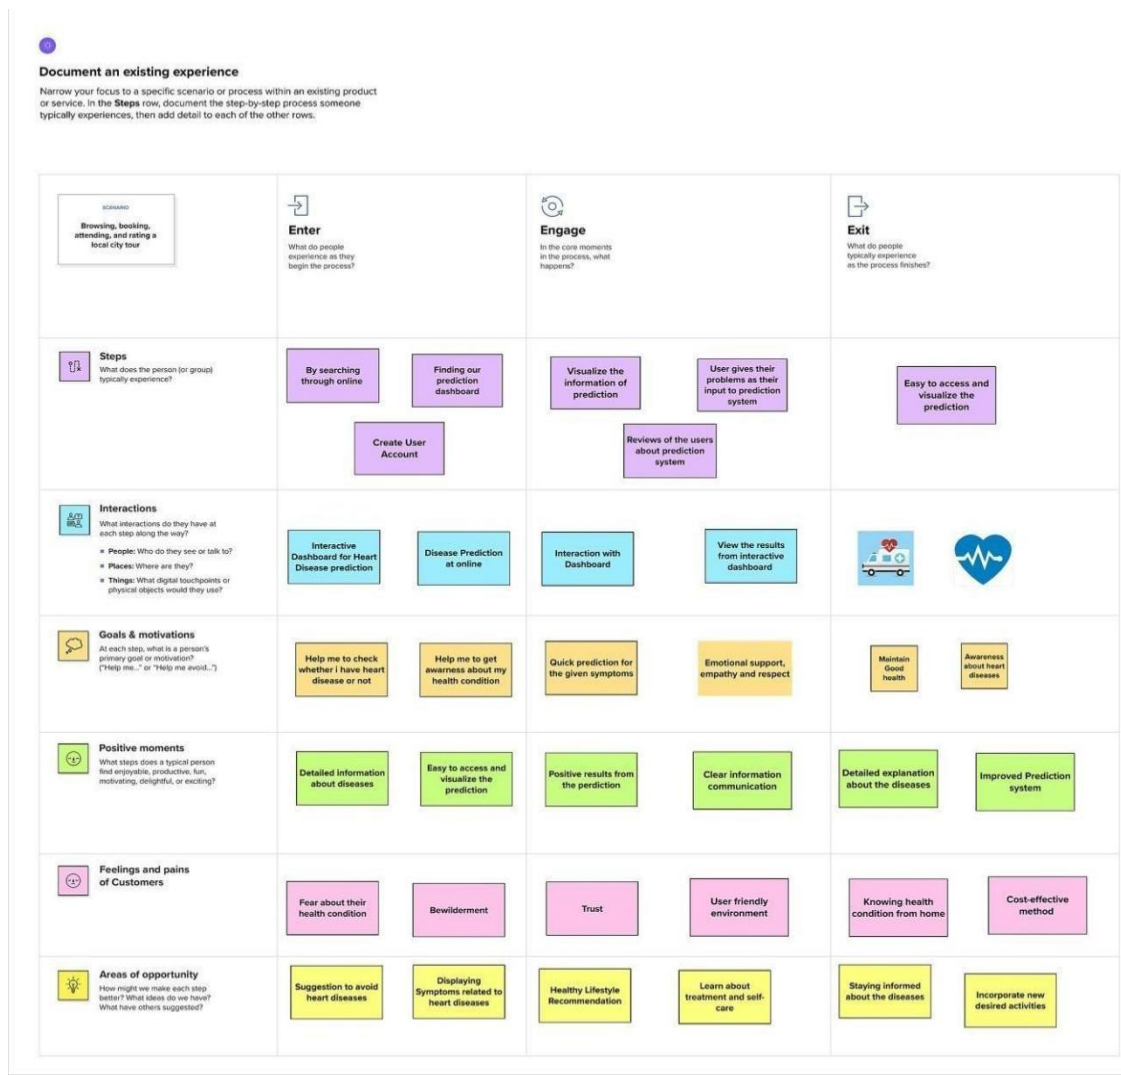 Document an existing experience
Narrow your focus to a specific scenario or process within an existing product
or service. In the Steps row, document the step-by-step process someone
typically experiences, then add detail to each of the other rows.
SCENARIO
Browsing, booking,
attending, and rating a
local city tour
Enter
What do people
experience as they
begin the process?
Engage
In the core moments
in the process, what
happens?
Exit
What do people
typically experience
as the process finishes?
Steps
What does the person (or group)
typically experience?
By searching
through online
Finding our
prediction
dashboard
Create User
Account
Visualize the
information of
prediction
User gives their
problems as their
input to prediction
system
Reviews of the users
about prediction
system
Easy to access and
visualize the
prediction
Interactions
What interactions do they have at
each step along the way?
People: Who do they see or talk to?
Places: Where are they?
Things: What digital touchpoints or
physical objects would they use?
Interactive
Dashboard for Heart
Disease prediction
Disease Prediction
at online
Interaction with
Dashboard
View the results
from interactive
dashboard
Goals & motivations
At each step, what is a person's
primary goal or motivation?
("Help me..." or "Help me avoid...")
Help me to check
whether i have heart
disease or not
Help me to get
awarness about my
health condition
Quick prediction for
the given symptoms
Emotional support,
empathy and respect
Maintain
Good
health
Awareness
about heart
diseases
Positive moments
What steps does a typical person
find enjoyable, productive, fun,
motivating, delightful, or exciting?
Detailed information
about diseases
Easy to access and
visualize the
prediction
Positive results from
the perdiction
Clear information
communication
Detailed explanation
about the diseases
Improved Prediction
system
Feelings and pains
of Customers
Fear about their
health condition
Bewilderment
Trust
User friendly
environment
Knowing health
condition from home
Cost-effective
method
Areas of opportunity
How might we make each step
better? What ideas do we have?
What have others suggested?
Suggestion to avoid
heart diseases
Displaying
Symptoms related to
heart diseases
Healthy Lifestyle
Recommendation
Learn about
treatment and self-
care
Staying informed
about the diseases
Incorporate new
desired activities